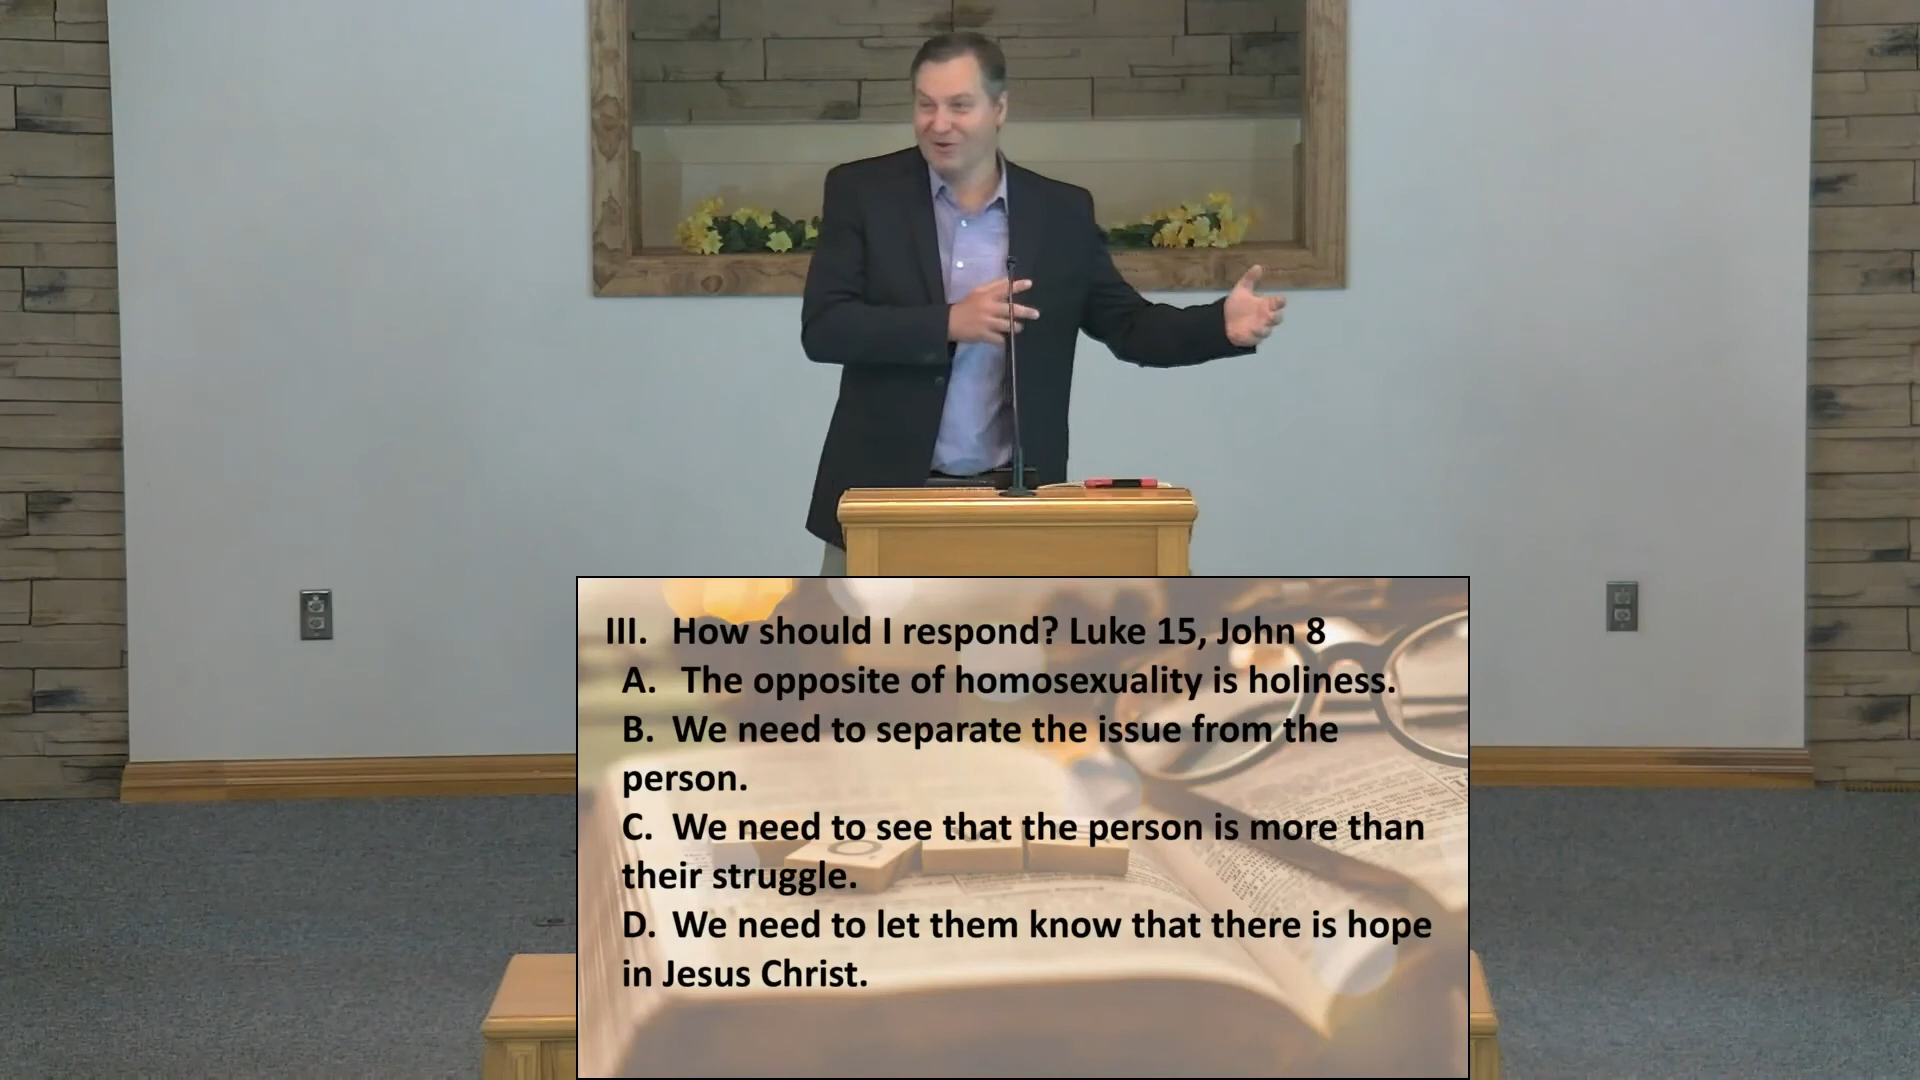 III. How should I respond? Luke 15, John 8
A. The opposite of homosexuality is holiness.
B. We need to separate the issue from the
person.
C. We need to see that the person is more than
their struggle.
D. We need to let them know that there is hope
in Jesus Christ.